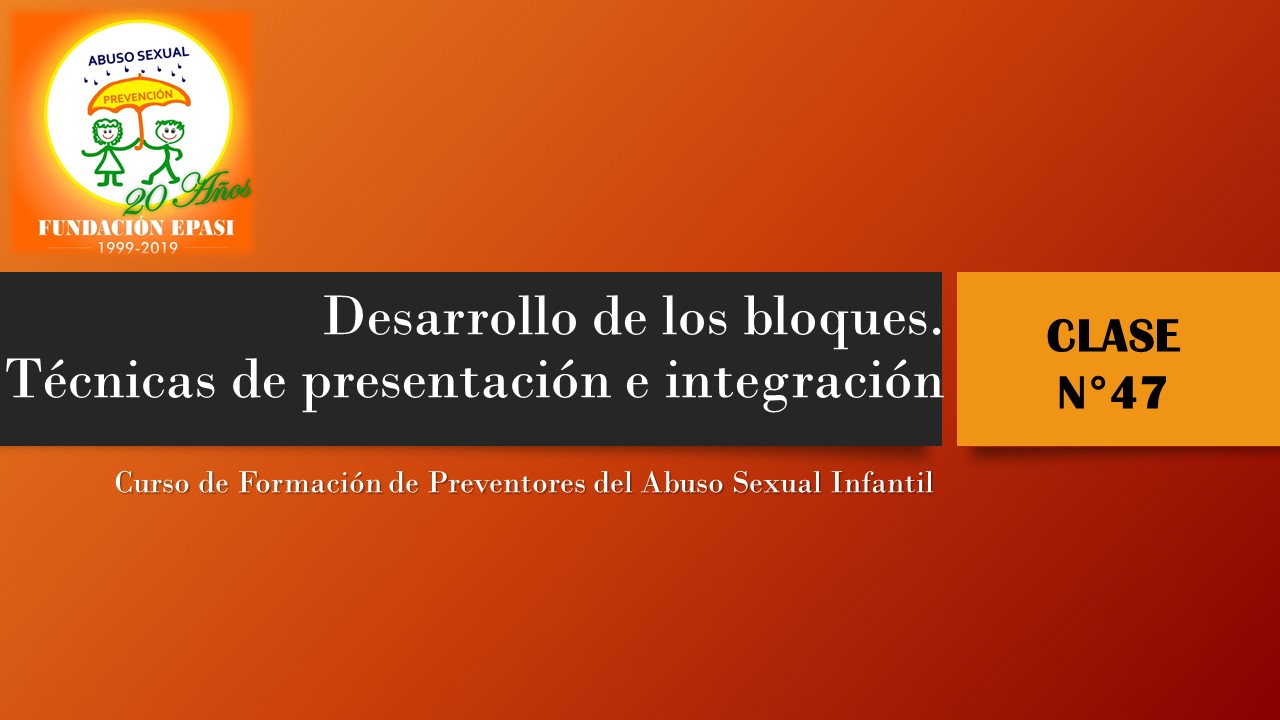 ABUSO SEXUAL
PREVENCIÓN
20 Años
FUNDACIÓN EPASI
1999-2019
Desarrollo de los bloques.
Técnicas de presentación e integración
CLASE
N°47
Curso de Formación de Preventores del Abuso Sexual Infantil